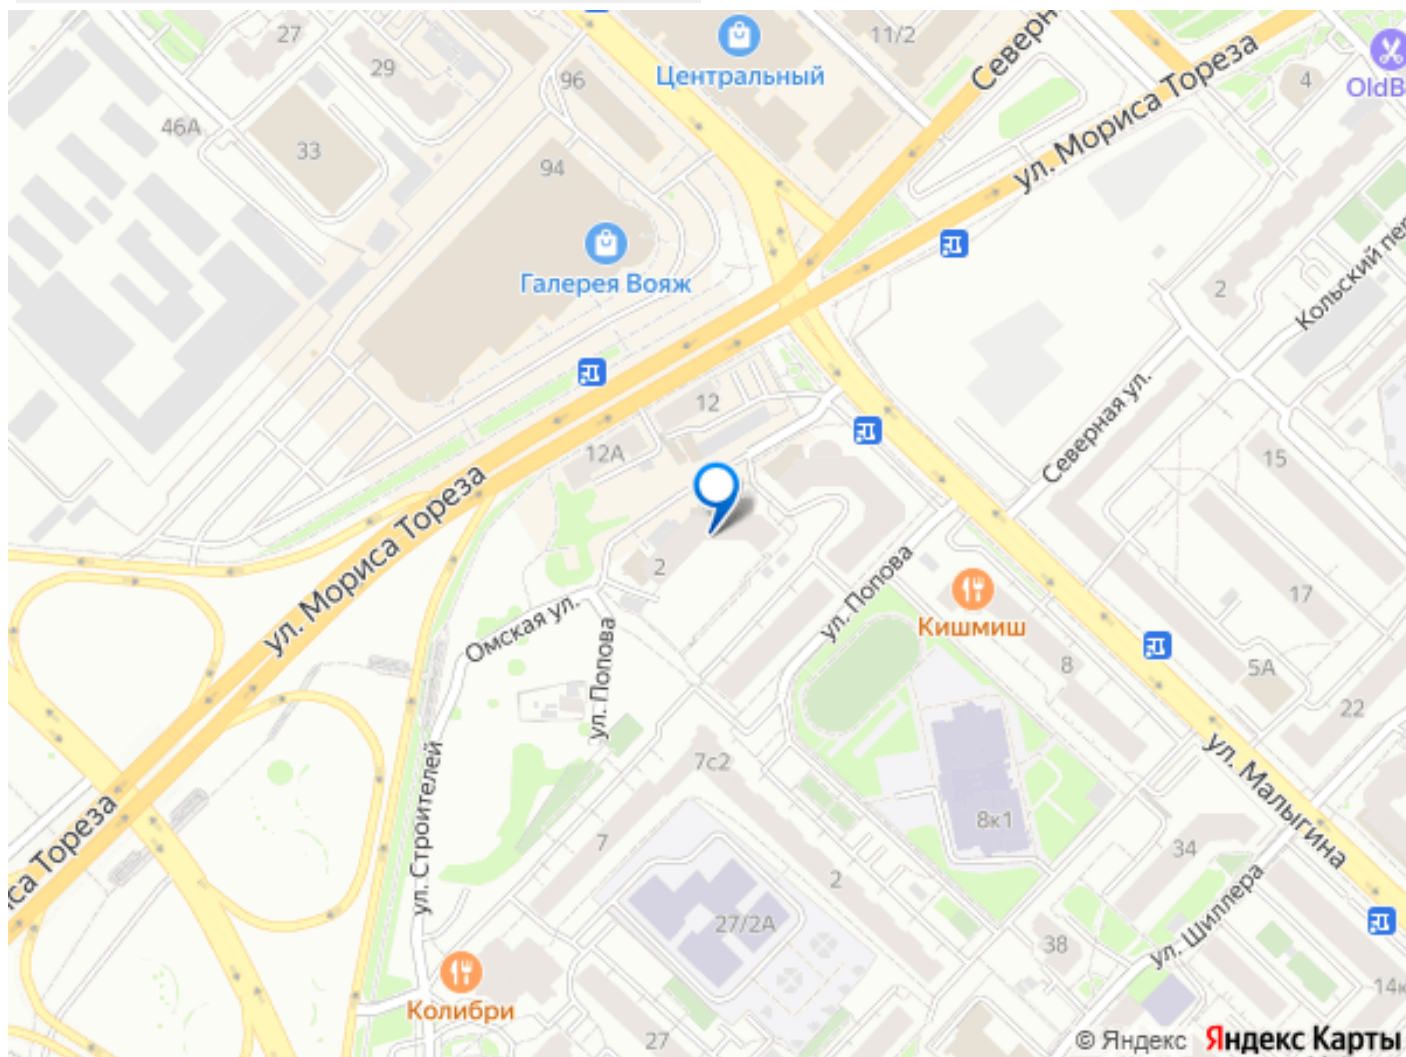 27
Центральный
11/2
Северн
29
96
ул. Мориса Тореза
4
OldB
46А
33
94
Галерея Вояж
2
Кольский пер
12
12А
Северная ул.
15
ул. Мориса Тореза
2
Омская ул.
ул. Попова
ул. Попова
Кишмиш
17
8
5А
22
7с2
ул. Малыгина
ул. Строителей
са Тореза
8к1
7
2
34
27/2А
38
ул. Шиллера
Колибри
14к
27
© Яндекс Яндекс Карты